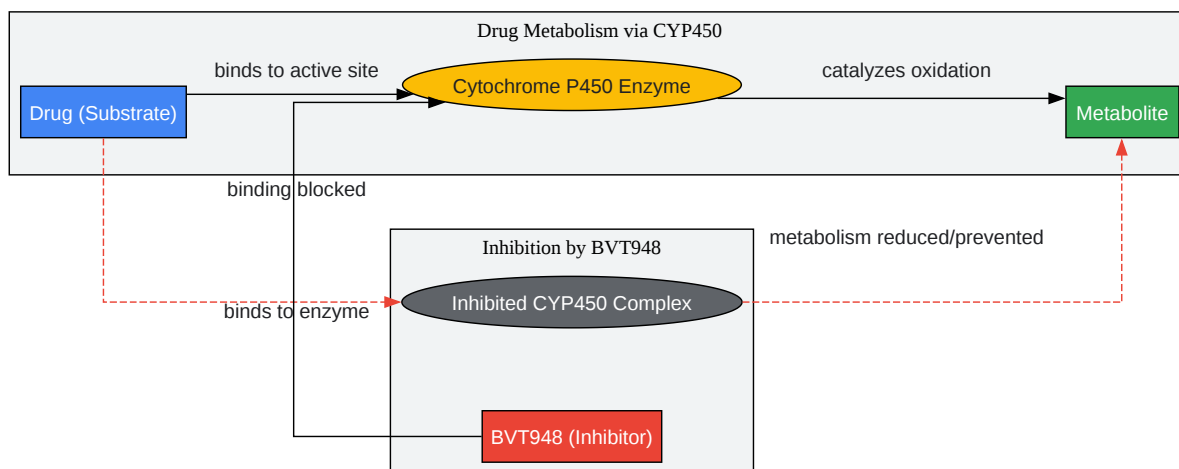 Drug Metabolism via CYP450
binds to active site
catalyzes oxidation
Cytochrome P450 Enzyme
Drug (Substrate)
Metabolite
binding blocked
Inhibition by BVT948
metabolism reduced/prevented
binds to enzyme
Inhibited CYP450 Complex
BVT948 (Inhibitor)